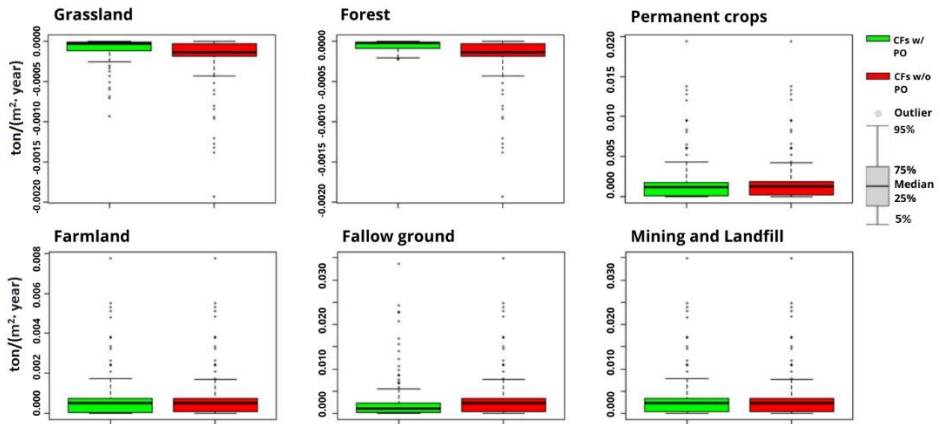 Grassland
Forest
Permanent crops
ton/(m²· year)
0.0000
-0.0005
-0.0010
-0.0015
-0.0020
0.0000
-0.0005
-0.0010
-0.0015
-0.0020
0.020
0.015
0.010
0.005
0.000
CFs w/
PO
CFs w/o
PO
Outlier
95%
75%
Median
25%
5%
Farmland
Fallow ground
Mining and Landfill
ton/(m²· year)
0.008
0.006
0.004
0.002
0.000
0.030
0.020
0.010
0.000
0.030
0.020
0.010
0.000